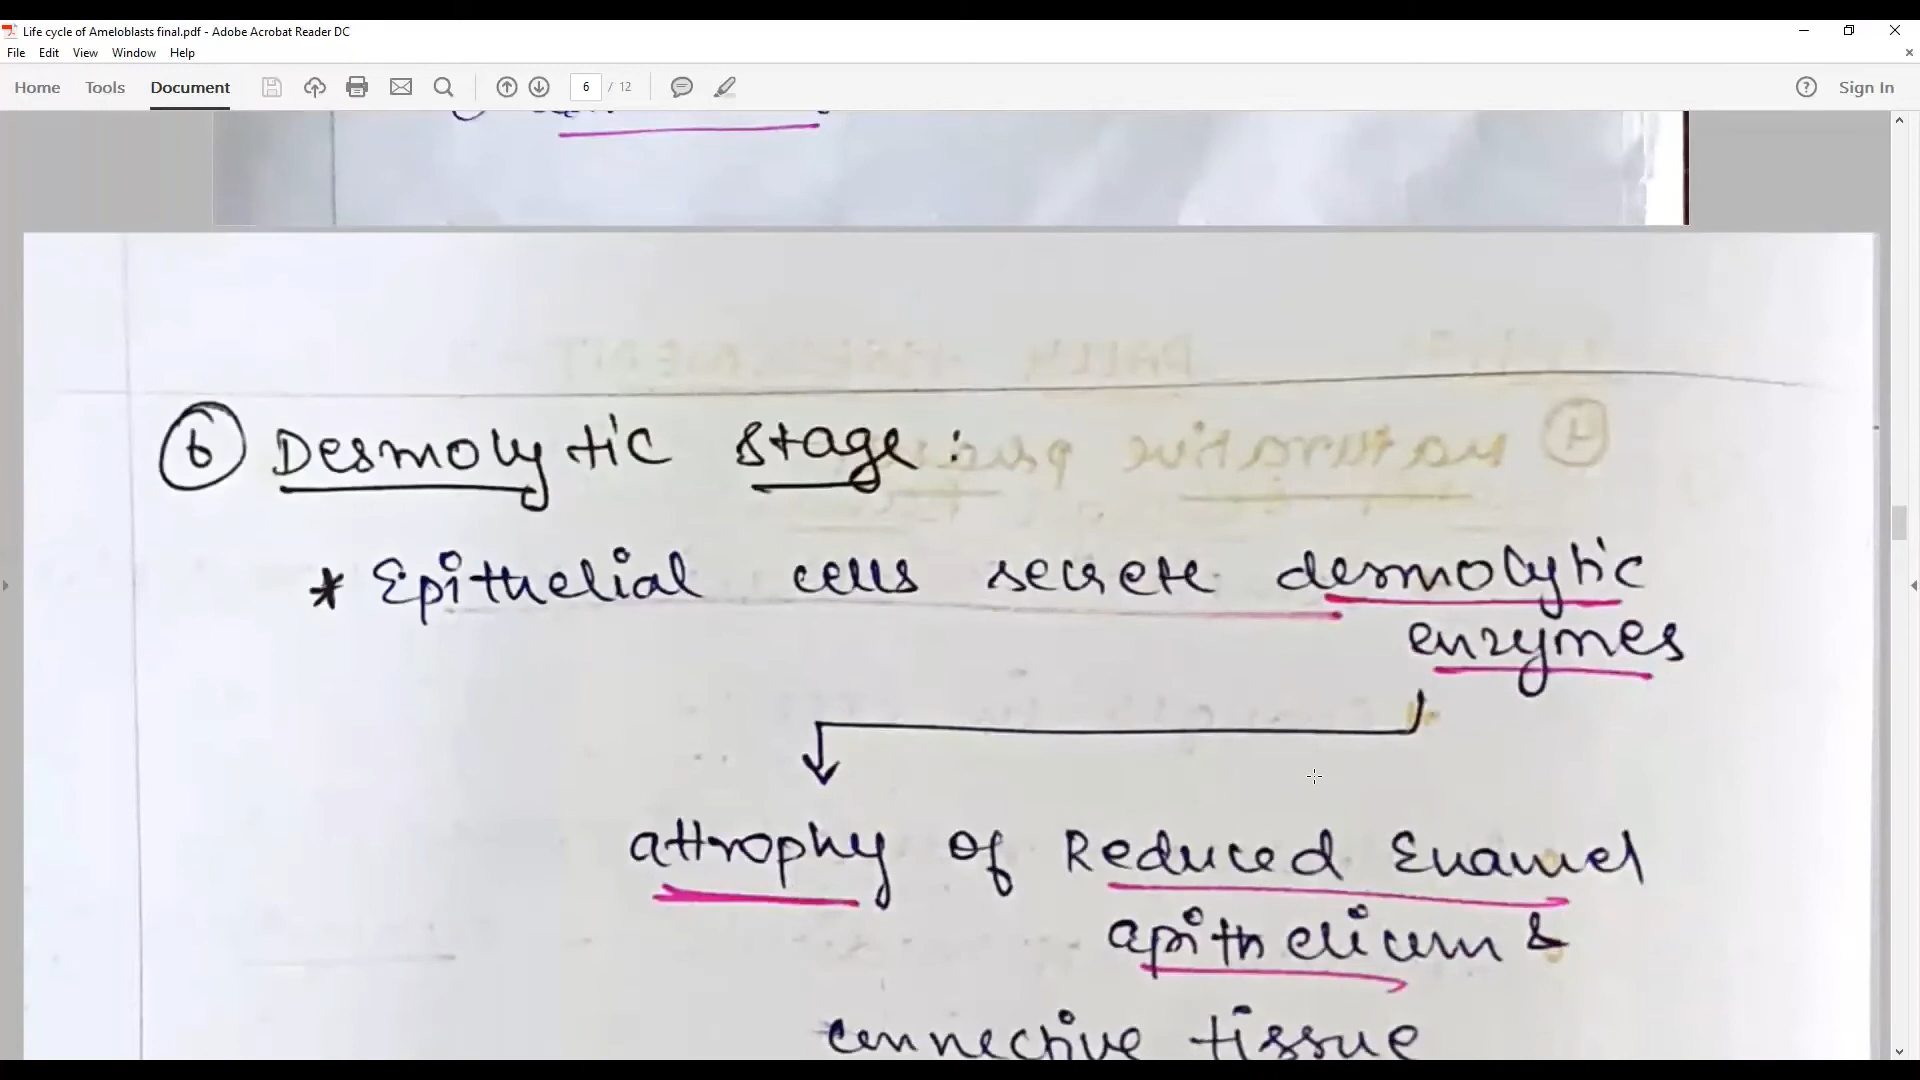 Life cycle of Ameloblasts final.pdf - Adobe Acrobat Reader DC
File Edit View Window Help
Home Tools Document 6 / 12 Sign In
6 Desmolytic stage:
* Epithelial cells secrete desmolytic
enzymes
attrophy of Reduced Enamel
apithelium &
connective tissue